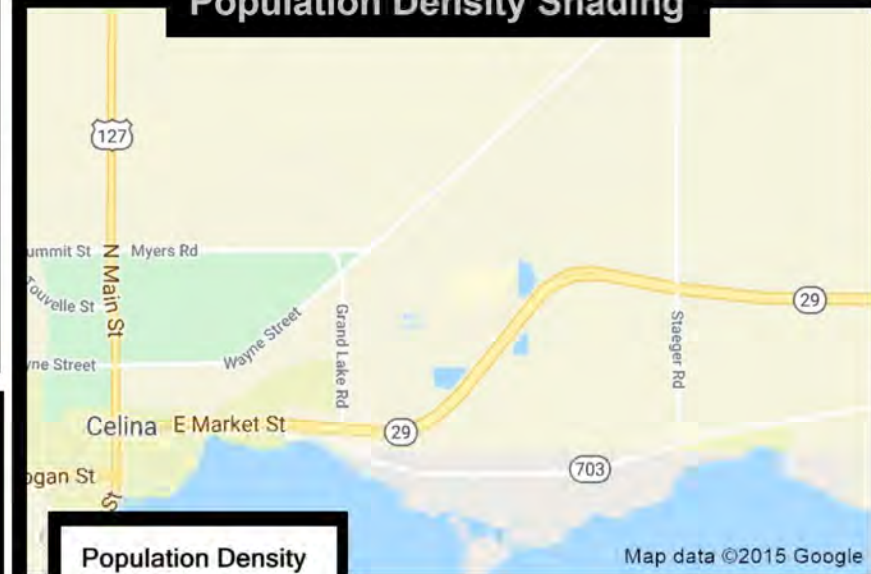 Population Density Shading
127
ummit St
Myers Rd
N Main St
Touvelle St
Grand Lake Rd
29
Wayne Street
Staeger Rd
yne Street
Celina
E Market St
29
ogan St
703
Population Density
Map data ©2015 Google